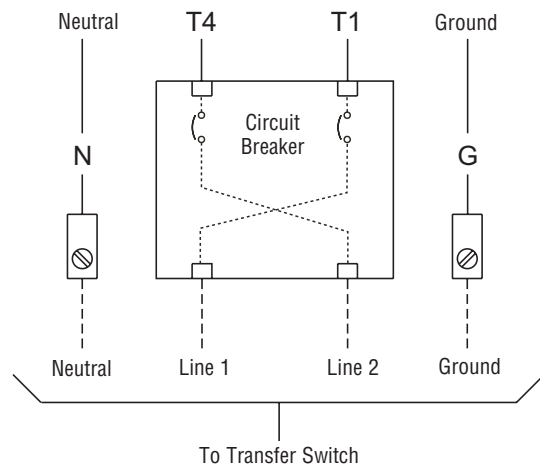 Neutral T4 T1 Ground
Circuit
Breaker
N G
Neutral Line 1 Line 2 Ground
To Transfer Switch